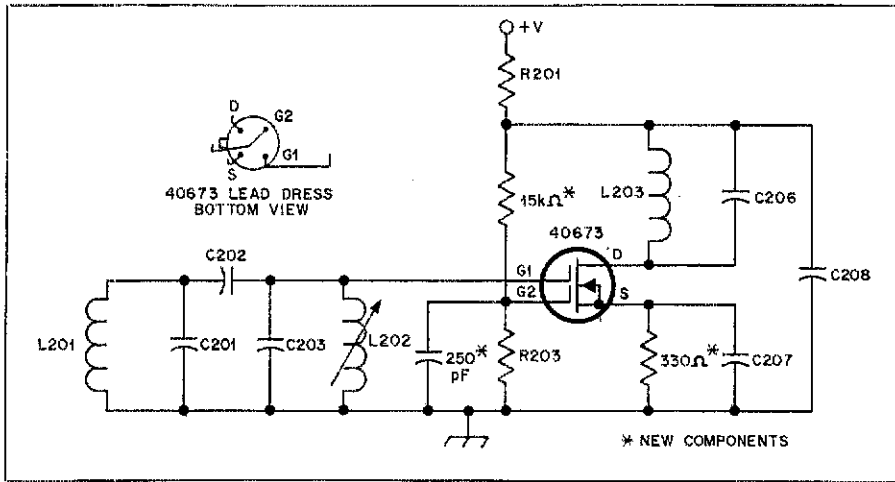 +V
R201
D
G2
G1
S
40673 LEAD DRESS
BOTTOM VIEW
15kΩ*
L203
C206
40673
D
C202
G1
G2
S
C208
L201
C201
C203
L202
250*
pF
R203
330Ω*
C207
* NEW COMPONENTS